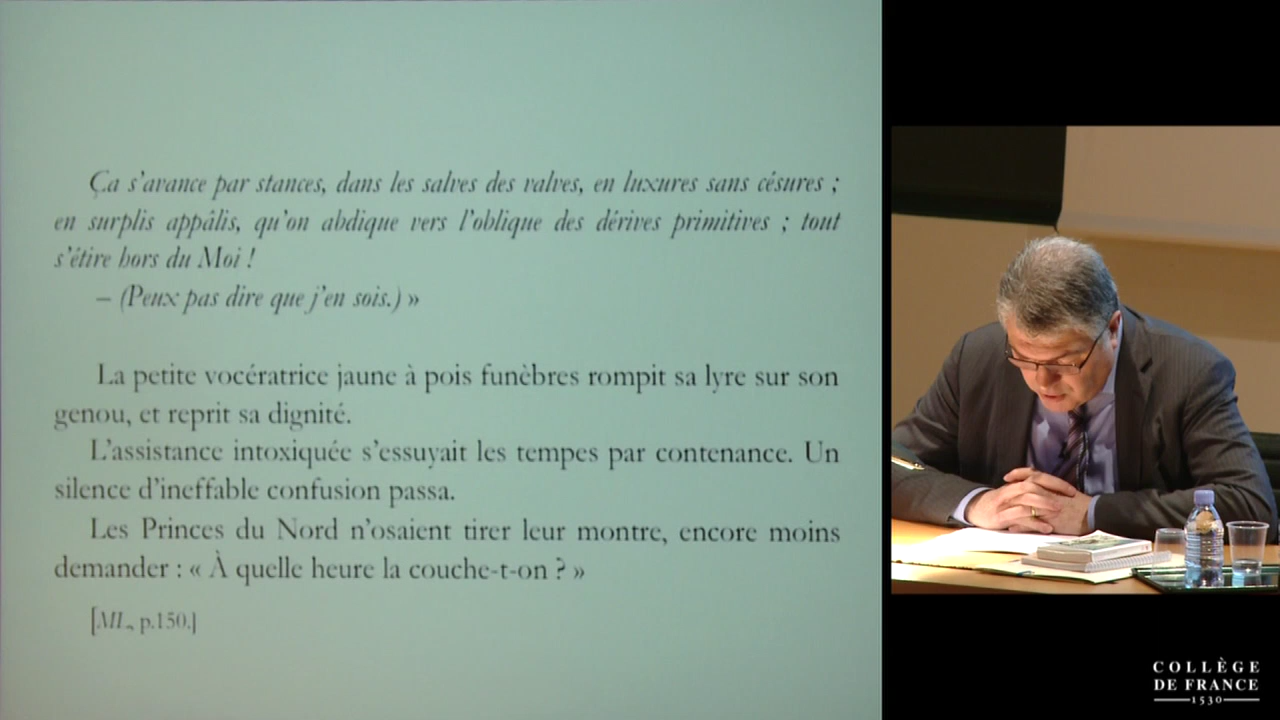 Ça s'avance par stances, dans les salves des valves, en luxures sans césures ;
en surplis appâlis, qu'on abdique vers l'oblique des dérives primitives ; tout
s'étire hors du Moi !
– (Peux pas dire que j'en sois.) »
La petite vocératrice jaune à pois funèbres rompit sa lyre sur son
genou, et reprit sa dignité.
L'assistance intoxiquée s'essuyait les tempes par contenance. Un
silence d'ineffable confusion passa.
Les Princes du Nord n'osaient tirer leur montre, encore moins
demander : « À quelle heure la couche-t-on ? »
[ML, p.150.]
COLLÈGE
DE FRANCE
1530